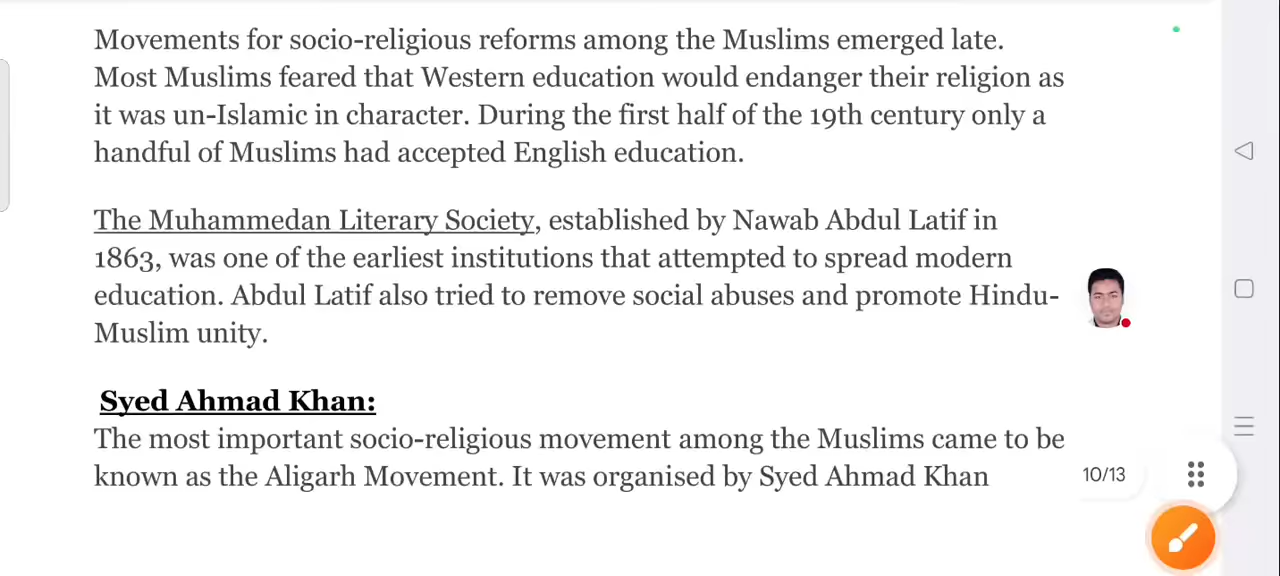 Movements for socio-religious reforms among the Muslims emerged late.
Most Muslims feared that Western education would endanger their religion as
it was un-Islamic in character. During the first half of the 19th century only a
handful of Muslims had accepted English education.
The Muhammedan Literary Society, established by Nawab Abdul Latif in
1863, was one of the earliest institutions that attempted to spread modern
education. Abdul Latif also tried to remove social abuses and promote Hindu-
Muslim unity.
Syed Ahmad Khan:
The most important socio-religious movement among the Muslims came to be
known as the Aligarh Movement. It was organised by Syed Ahmad Khan
10/13